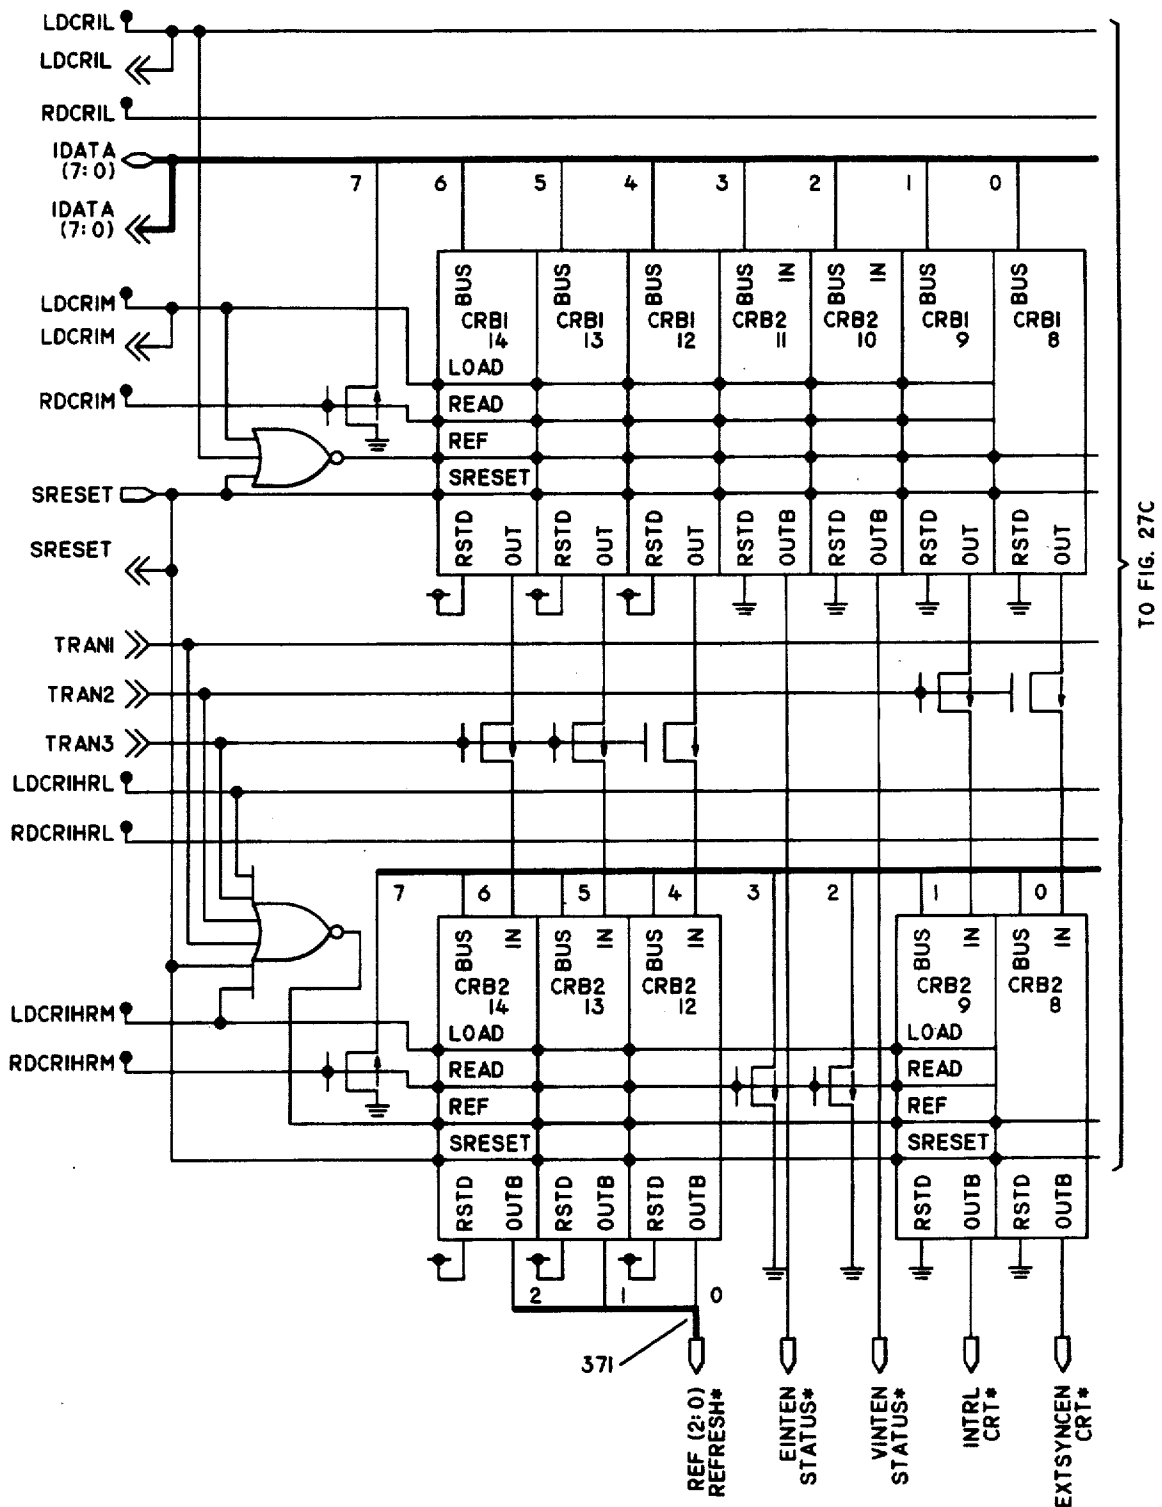 LDCRIL
LDCRIL
RDCRIL
IDATA
(7:0)
IDATA
(7:0)
7 6 5 4 3 2 1 0
BUS BUS BUS BUS IN BUS IN BUS BUS
CRB1 CRB1 CRB1 CRB2 CRB2 CRB1 CRB1
14 13 12 11 10 9 8
LDCRIM
LDCRIM
LOAD
RDCRIM
READ
REF
SRESET
SRESET
SRESET
RSTD OUT RSTD OUT RSTD OUT RSTD OUTB RSTD OUTB RSTD OUT RSTD OUT
TO FIG. 27C
TRAN1
TRAN2
TRAN3
LDCRIHRL
RDCRIHRL
7 6 5 4 3 2 1 0
BUS IN BUS IN BUS IN BUS IN BUS IN
CRB2 CRB2 CRB2 CRB2 CRB2
14 13 12 9 8
LDCRIHRM
LOAD LOAD
RDCRIHRM
READ READ
REF REF
SRESET SRESET
RSTD OUTB RSTD OUTB RSTD OUTB RSTD OUTB RSTD OUTB
2 1 0
371
REF (2:0)
REFRESH*
EINTEN
STATUS*
VINTEN
STATUS*
INTRL
CRT*
EXTSYNCEN
CRT*